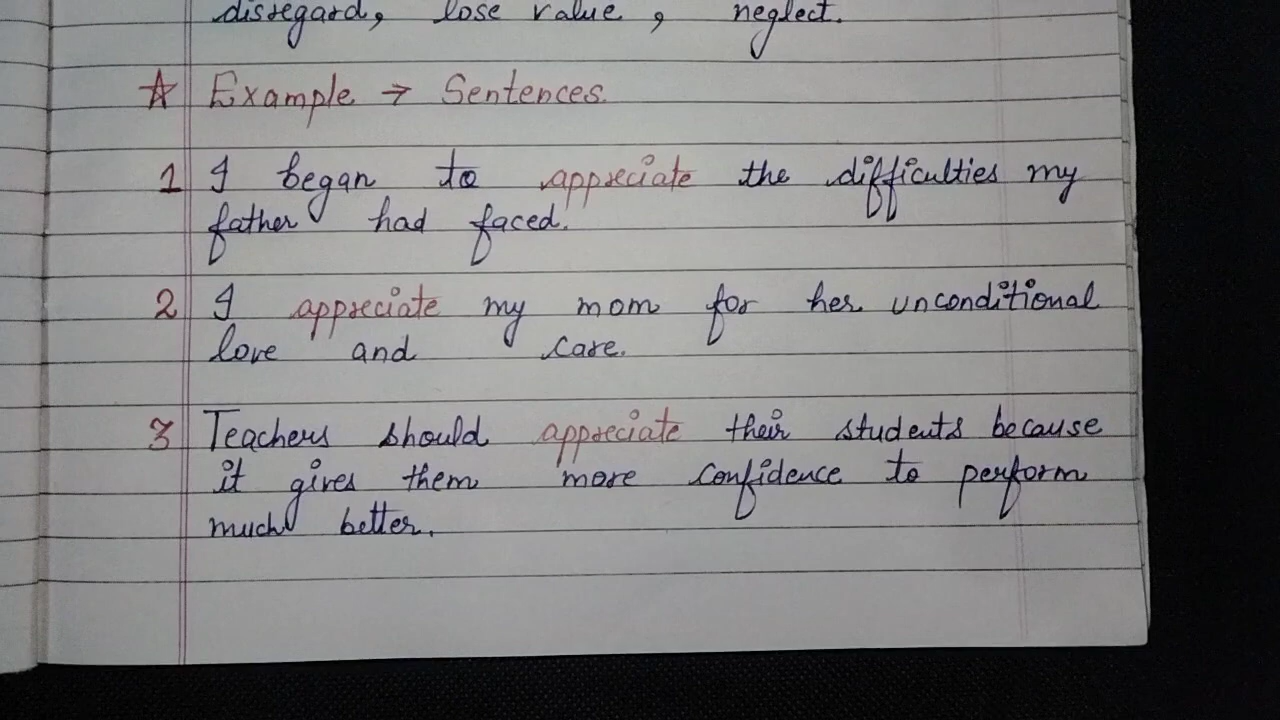 disregard, lose value, neglect.
☆ Example → Sentences.
1 I began to appreciate the difficulties my
father had faced.
2 I appreciate my mom for her unconditional
love and care.
3 Teachers should appreciate their students because
it gives them more confidence to perform
much better.